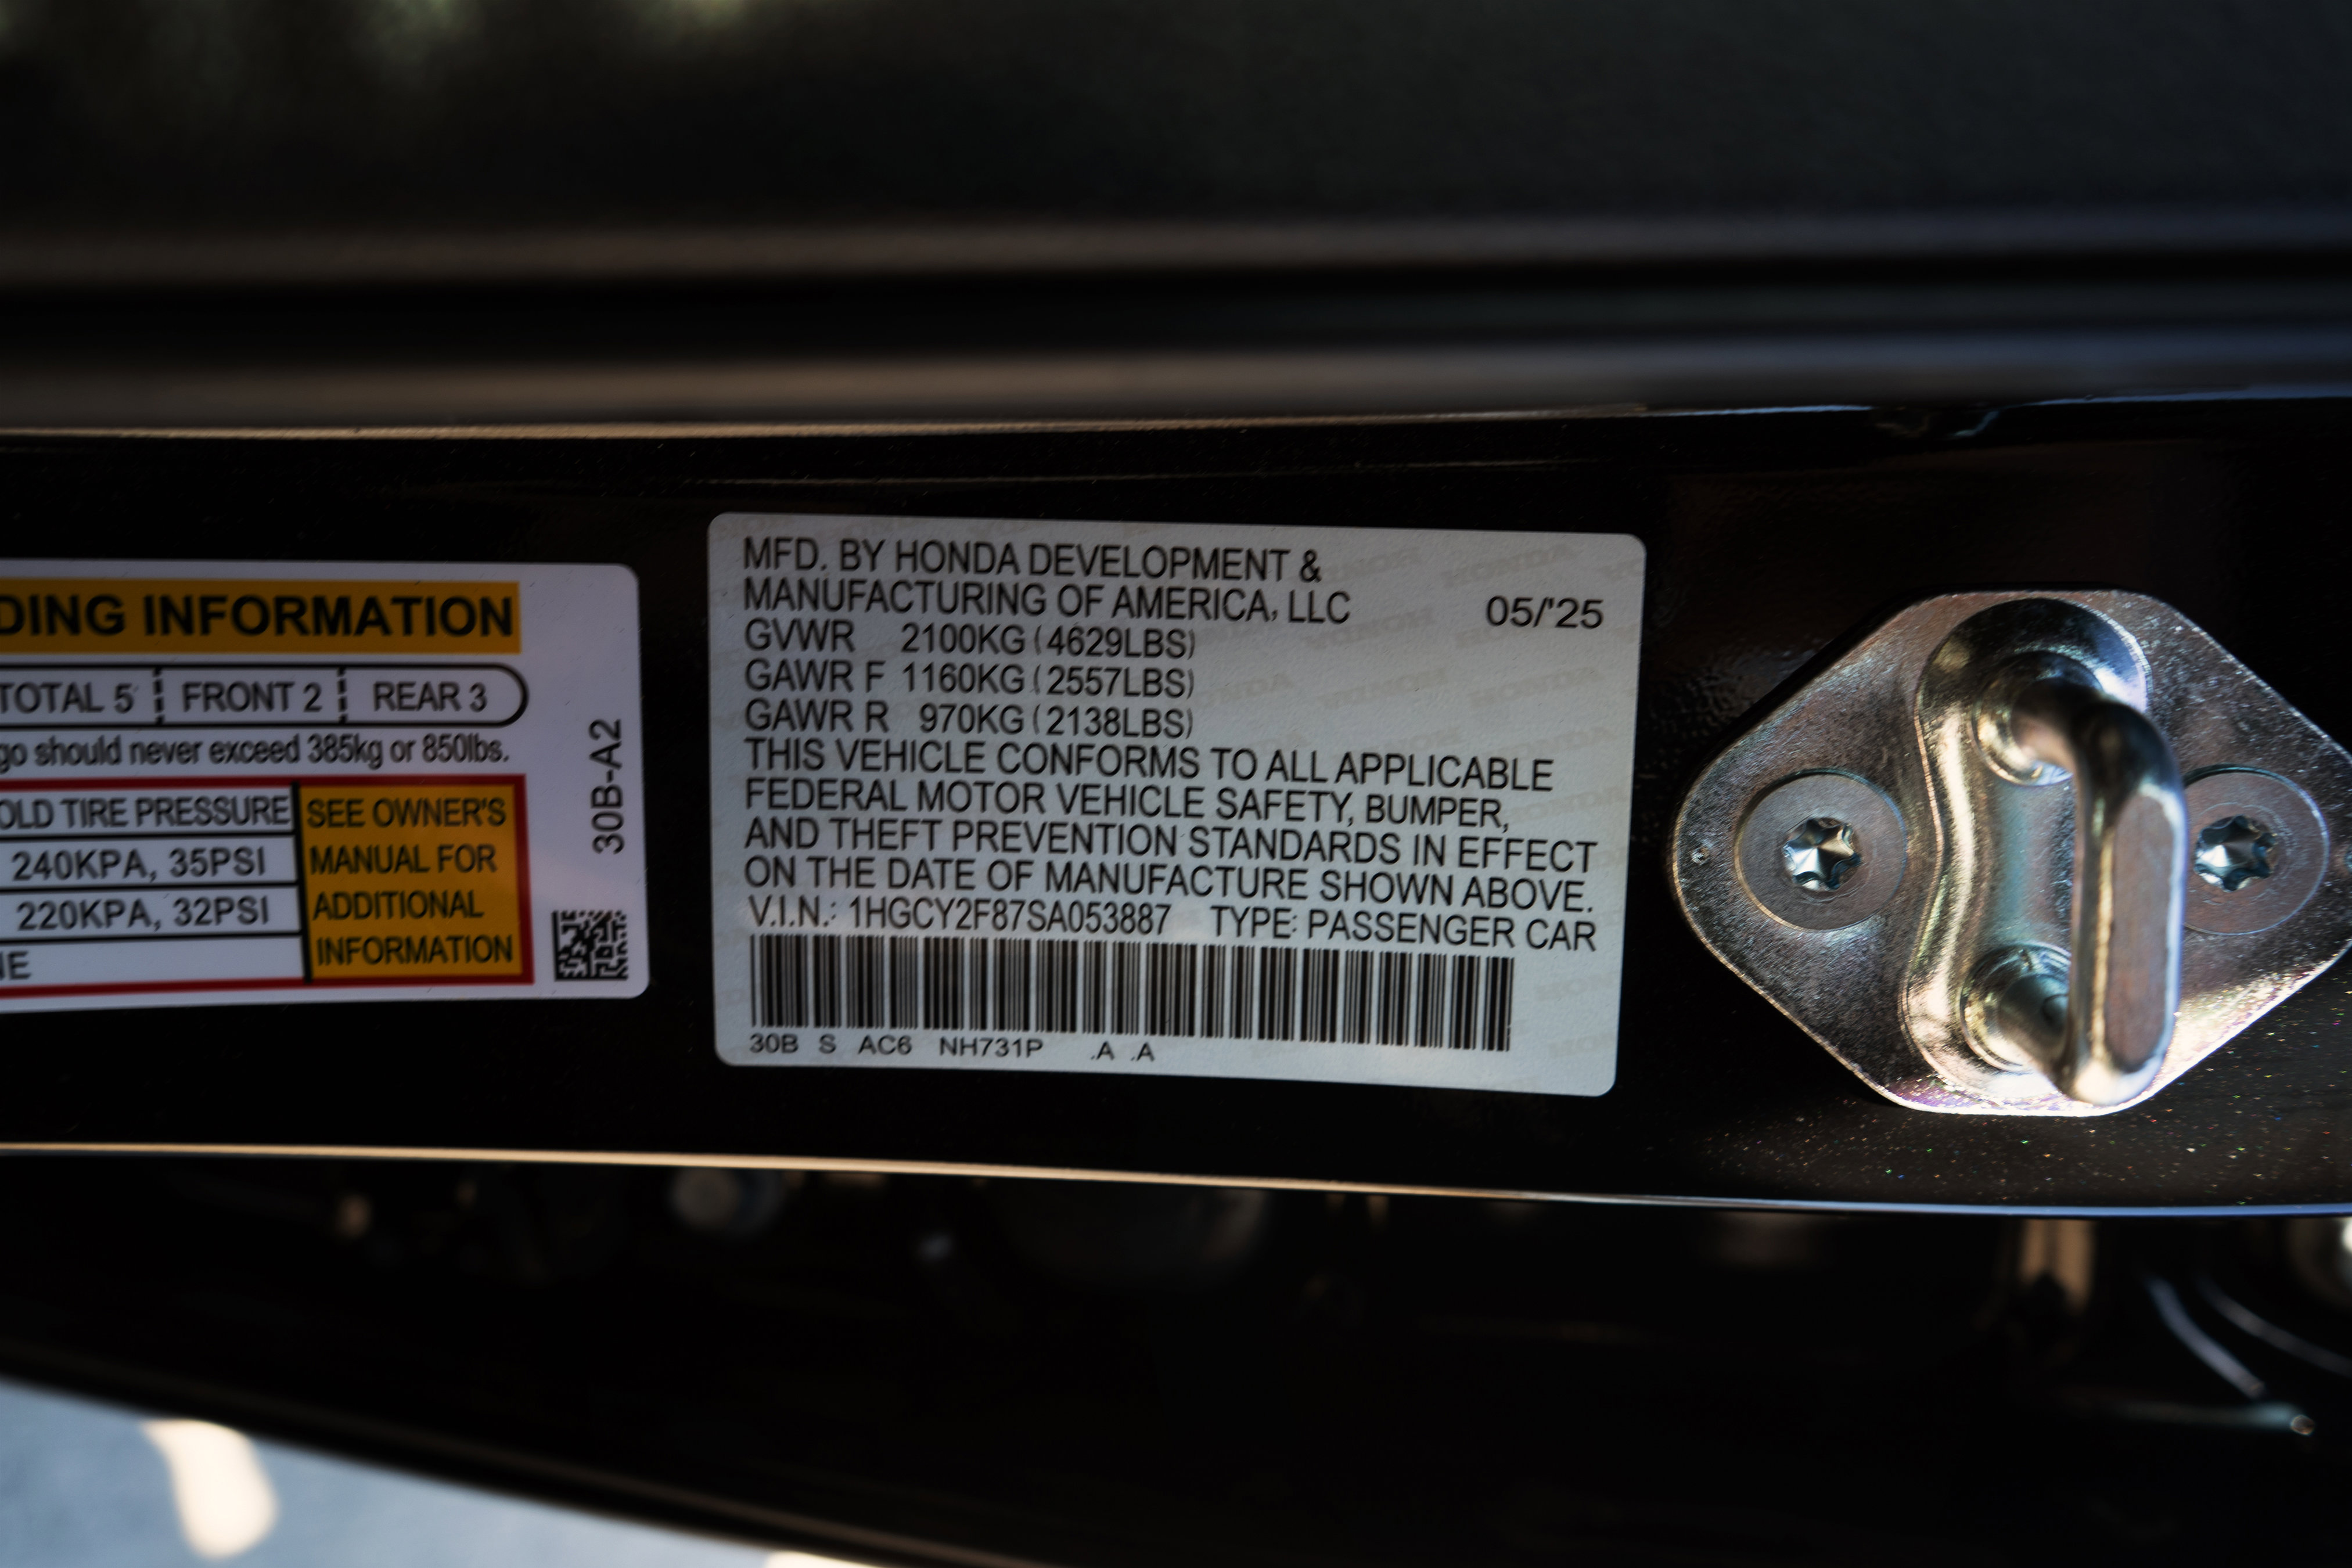 DING INFORMATION
TOTAL 5 FRONT 2 REAR 3
go should never exceed 385kg or 850lbs.
OLD TIRE PRESSURE
240KPA, 35PSI
220KPA, 32PSI
NE
SEE OWNER'S
MANUAL FOR
ADDITIONAL
INFORMATION
30B-A2
MFD. BY HONDA DEVELOPMENT &
MANUFACTURING OF AMERICA, LLC 05/'25
GVWR 2100KG (4629LBS)
GAWR F 1160KG (2557LBS)
GAWR R 970KG (2138LBS)
THIS VEHICLE CONFORMS TO ALL APPLICABLE
FEDERAL MOTOR VEHICLE SAFETY, BUMPER,
AND THEFT PREVENTION STANDARDS IN EFFECT
ON THE DATE OF MANUFACTURE SHOWN ABOVE.
V.I.N.: 1HGCY2F87SA053887 TYPE: PASSENGER CAR
30B S AC6 NH731P .A .A